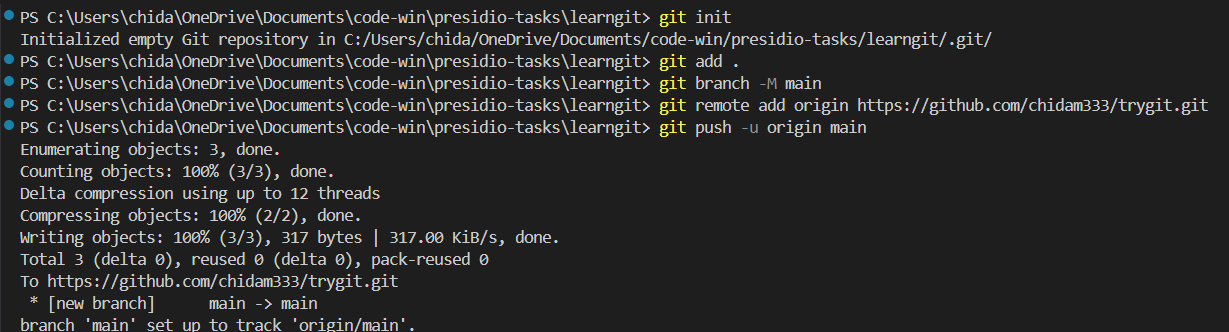 PS C:\Users\chida\OneDrive\Documents\code-win\presidio-tasks\learngit> git init
Initialized empty Git repository in C:/Users/chida/OneDrive/Documents/code-win/presidio-tasks/learngit/.git/
PS C:\Users\chida\OneDrive\Documents\code-win\presidio-tasks\learngit> git add .
PS C:\Users\chida\OneDrive\Documents\code-win\presidio-tasks\learngit> git branch -M main
PS C:\Users\chida\OneDrive\Documents\code-win\presidio-tasks\learngit> git remote add origin https://github.com/chidam333/trygit.git
PS C:\Users\chida\OneDrive\Documents\code-win\presidio-tasks\learngit> git push -u origin main
Enumerating objects: 3, done.
Counting objects: 100% (3/3), done.
Delta compression using up to 12 threads
Compressing objects: 100% (2/2), done.
Writing objects: 100% (3/3), 317 bytes | 317.00 KiB/s, done.
Total 3 (delta 0), reused 0 (delta 0), pack-reused 0
To https://github.com/chidam333/trygit.git
 * [new branch]      main -> main
branch 'main' set up to track 'origin/main'.